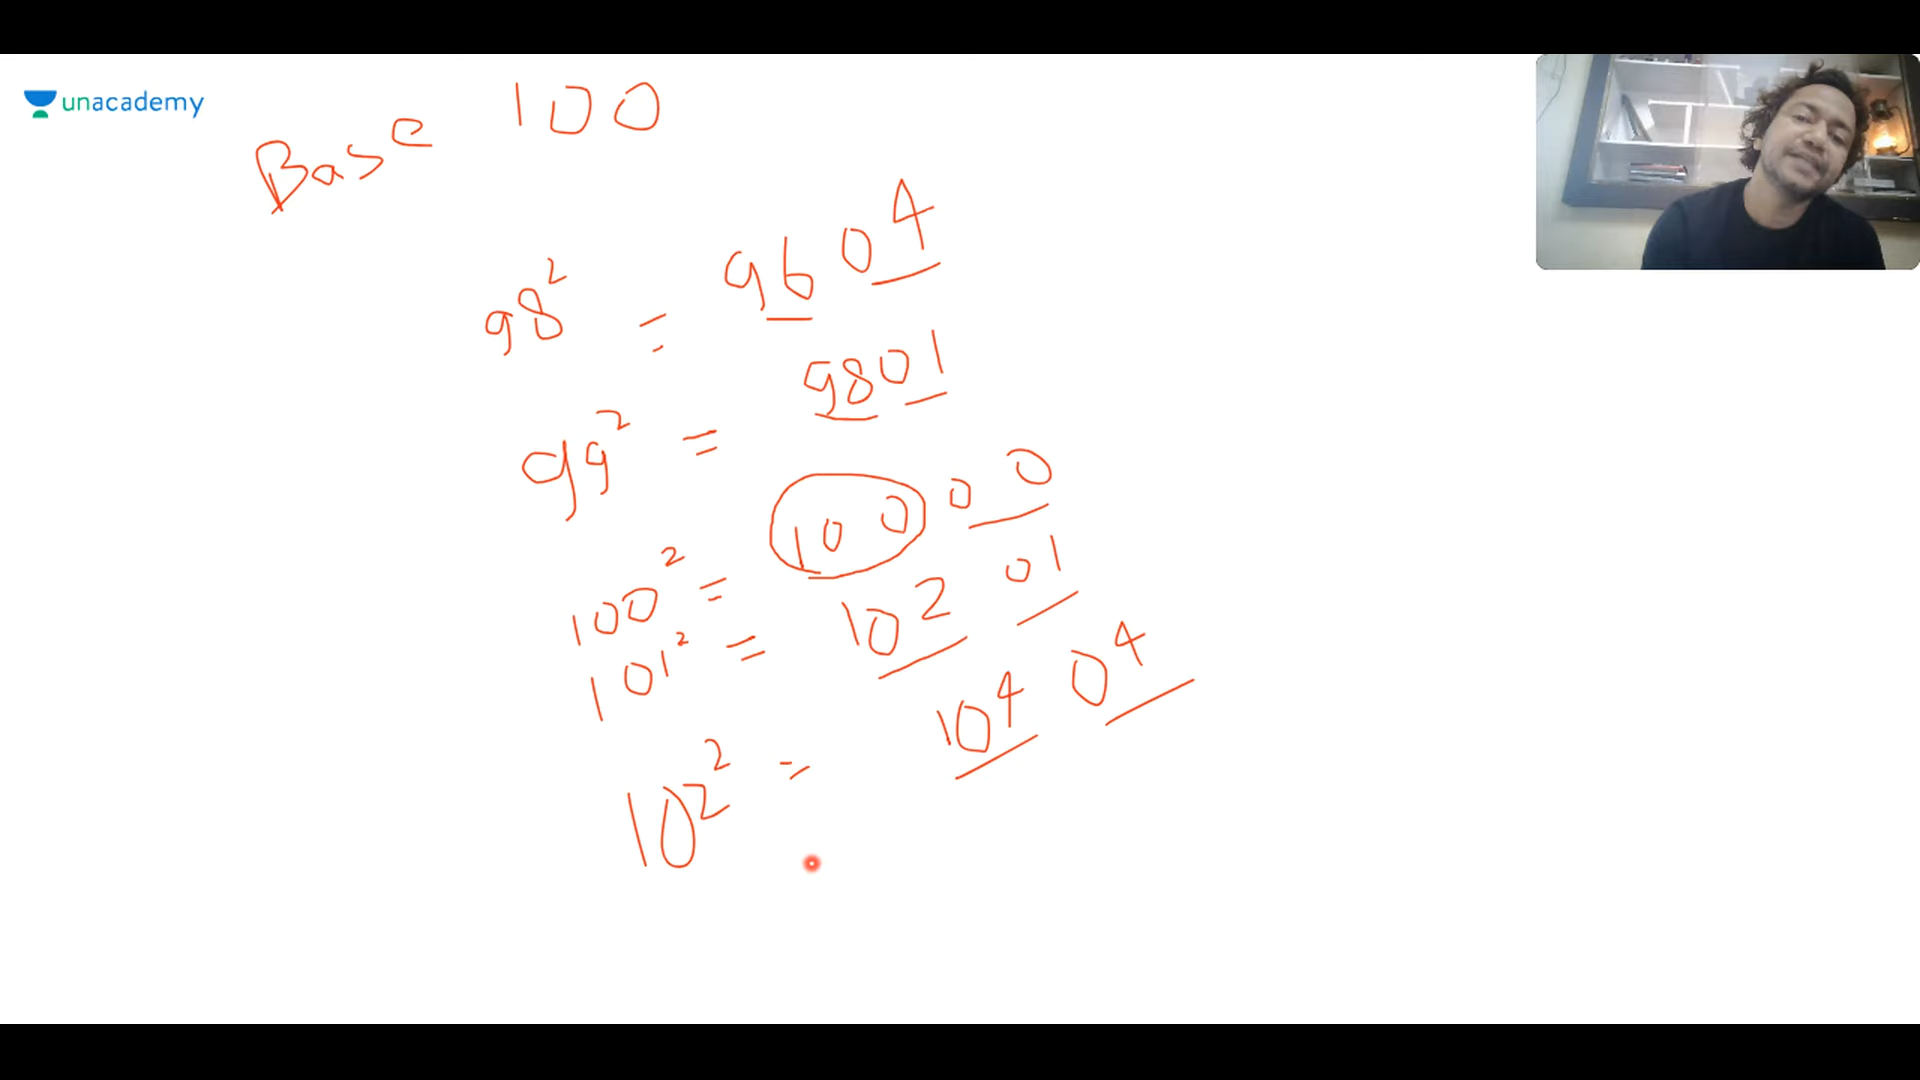 unacademy
Base 100
98² = 9604
99² = 9801
100² = 10000
101² = 10201
102² = 10404